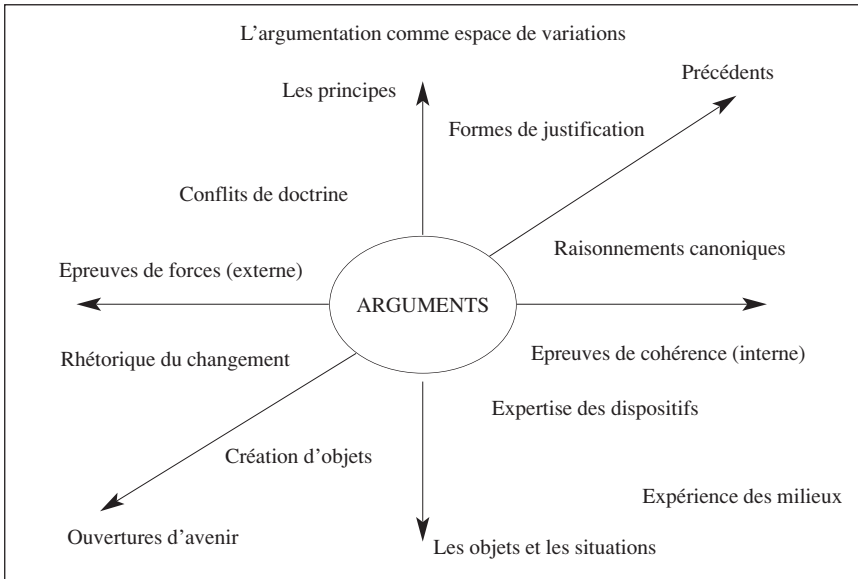 L'argumentation comme espace de variations
Précédents
Les principes
Formes de justification
Conflits de doctrine
Raisonnements canoniques
Epreuves de forces (externe)
ARGUMENTS
Rhétorique du changement
Epreuves de cohérence (interne)
Expertise des dispositifs
Création d'objets
Expérience des milieux
Ouvertures d'avenir
Les objets et les situations